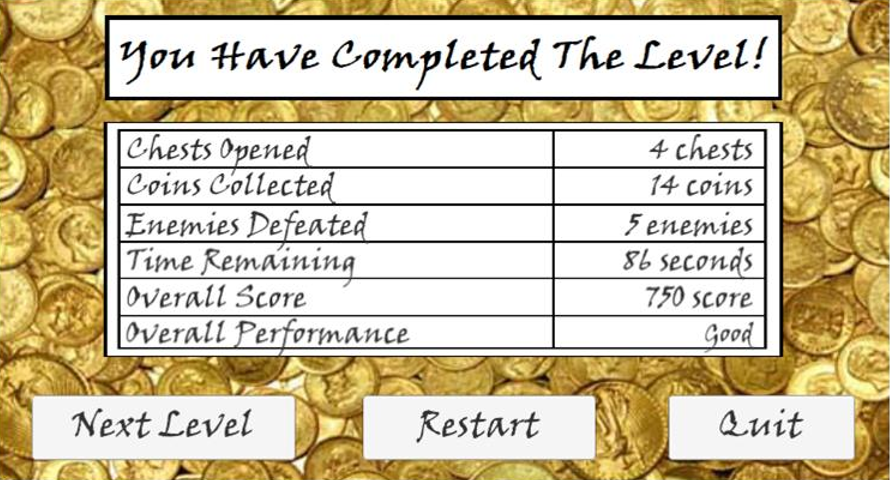 You Have Completed The Level!
Chests Opened 4 chests
Coins Collected 14 coins
Enemies Defeated 5 enemies
Time Remaining 86 seconds
Overall Score 750 score
Overall Performance Good
Next Level Restart Quit